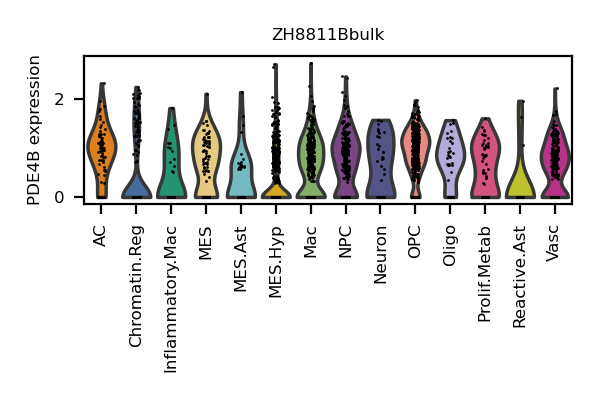 ZH8811Bbulk
PDE4B expression
2
0
AC
Chromatin.Reg
Inflammatory.Mac
MES
MES.Ast
MES.Hyp
Mac
NPC
Neuron
OPC
Oligo
Prolif.Metab
Reactive.Ast
Vasc